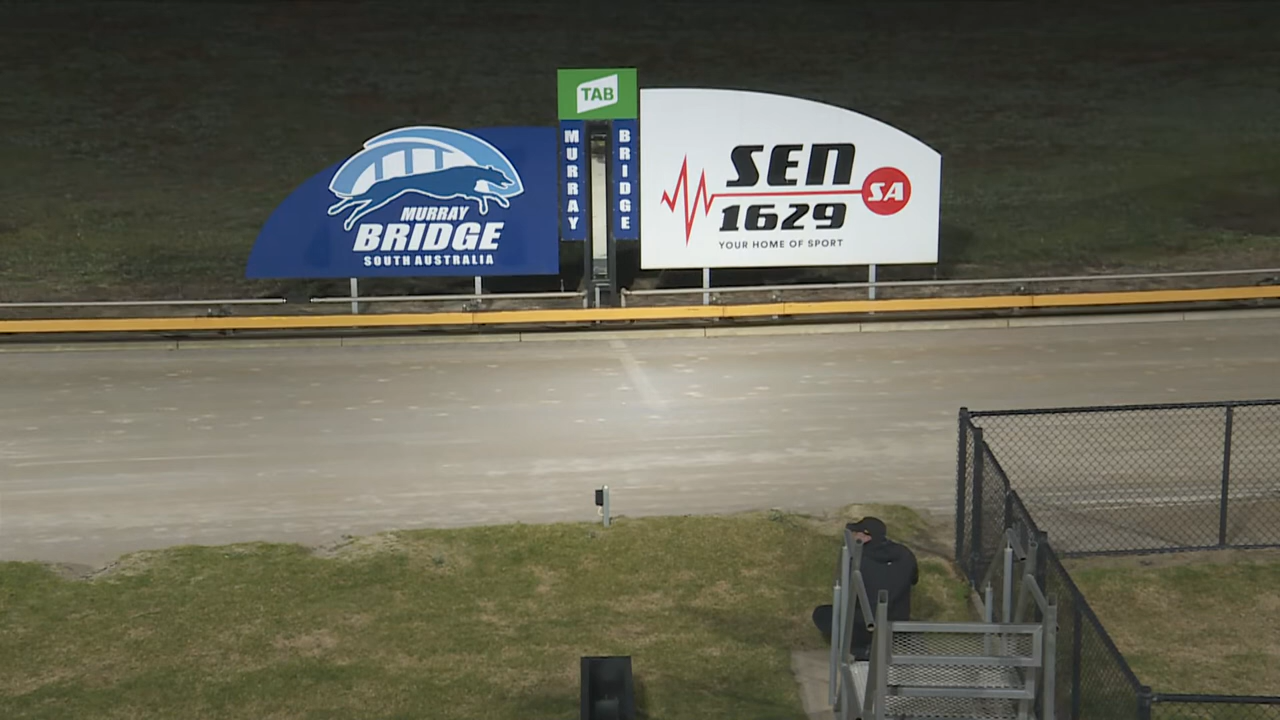 TAB
MURRAY
BRIDGE
MURRAY
BRIDGE
SOUTH AUSTRALIA
SEN
SA
1629
YOUR HOME OF SPORT